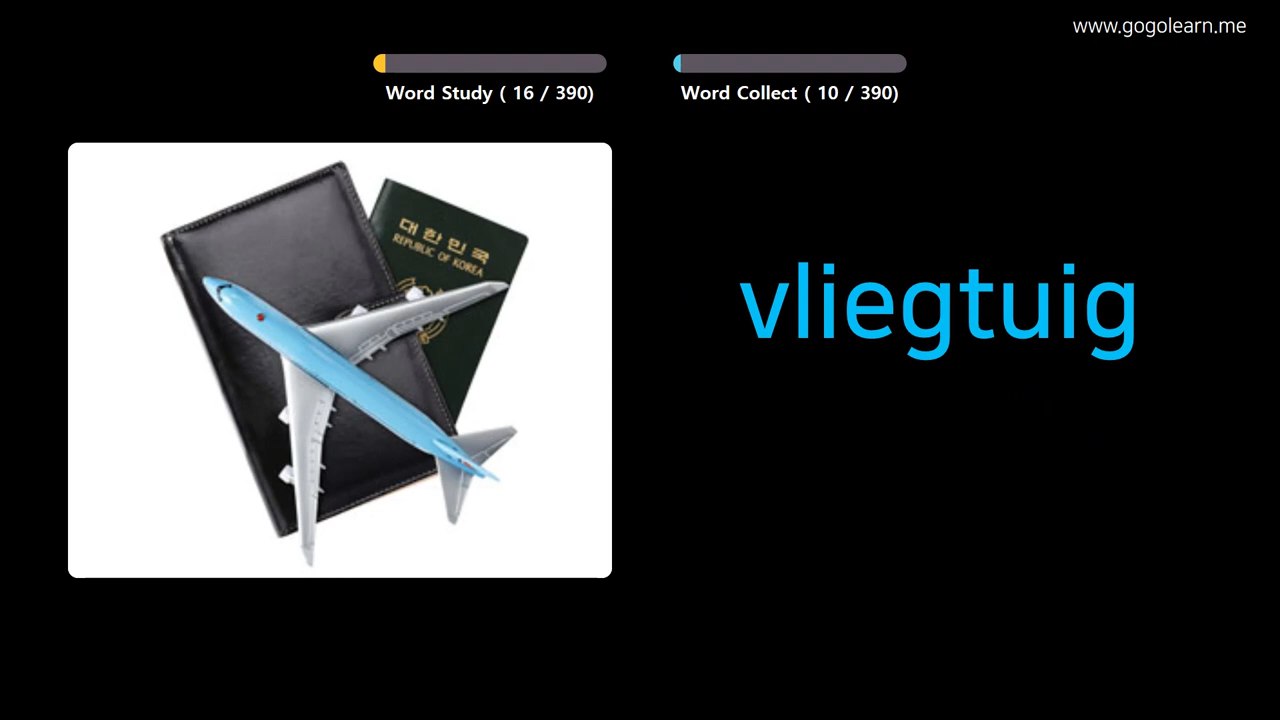 www.gogolearn.me
Word Study ( 16 / 390)
Word Collect ( 10 / 390)
대한민국
REPUBLIC OF KOREA
vliegtuig